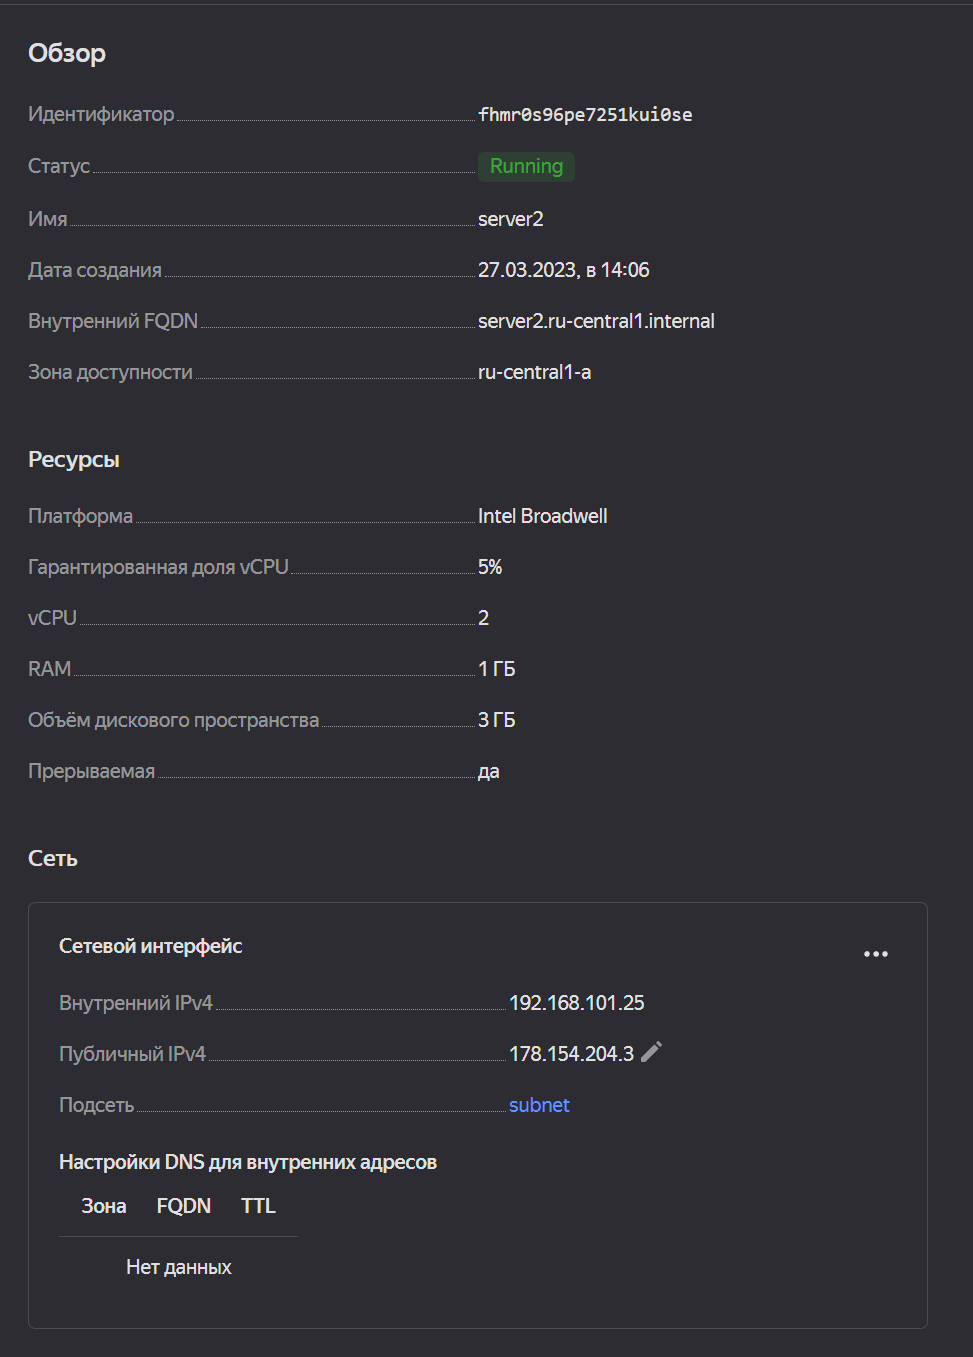 Обзор
Идентификатор fhmr0s96pe7251kui0se
Статус Running
Имя server2
Дата создания 27.03.2023, в 14:06
Внутренний FQDN server2.ru-central1.internal
Зона доступности ru-central1-a
Ресурсы
Платформа Intel Broadwell
Гарантированная доля vCPU 5%
vCPU 2
RAM 1 ГБ
Объём дискового пространства 3 ГБ
Прерываемая да
Сеть
Сетевой интерфейс
Внутренний IPv4 192.168.101.25
Публичный IPv4 178.154.204.3
Подсеть subnet
Настройки DNS для внутренних адресов
Зона FQDN TTL
Нет данных